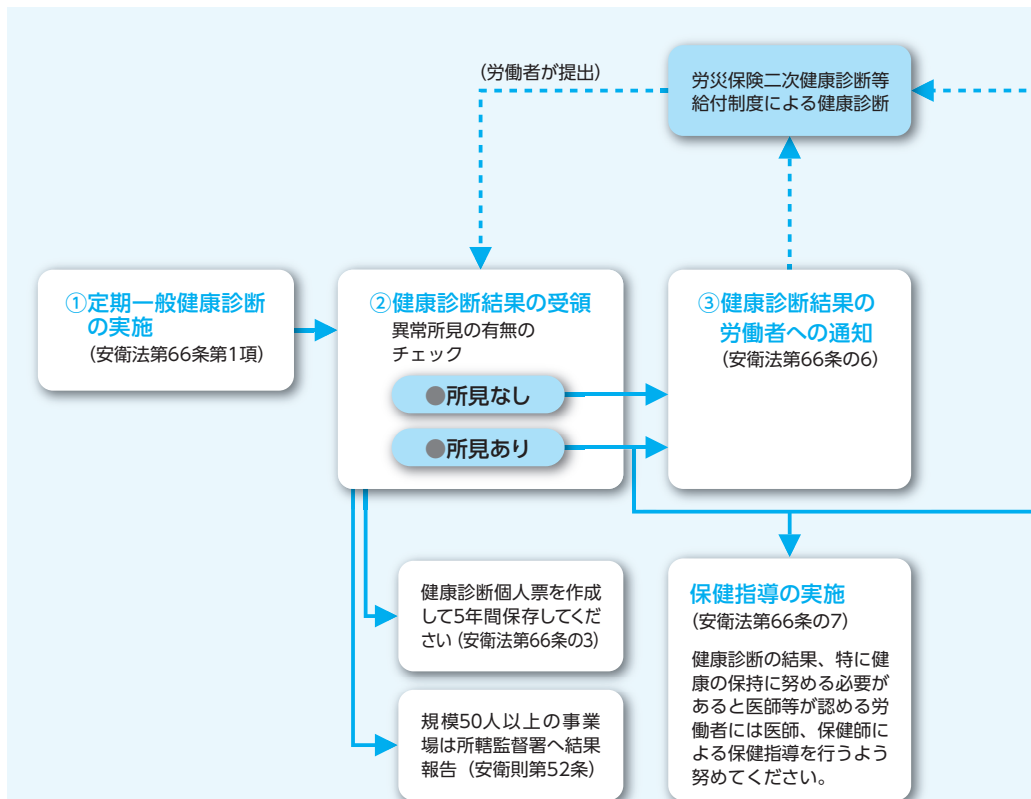 (労働者が提出)
労災保険二次健康診断等
給付制度による健康診断
①定期一般健康診断
の実施
(安衛法第66条第1項)
②健康診断結果の受領
異常所見の有無の
チェック
●所見なし
●所見あり
③健康診断結果の
労働者への通知
(安衛法第66条の6)
健康診断個人票を作成
して5年間保存してくだ
さい(安衛法第66条の3)
規模50人以上の事業
場は所轄監督署へ結果
報告(安衛則第52条)
保健指導の実施
(安衛法第66条の7)
健康診断の結果、特に健
康の保持に努める必要が
あると医師等が認める労
働者には医師、保健師に
よる保健指導を行うよう
努めてください。